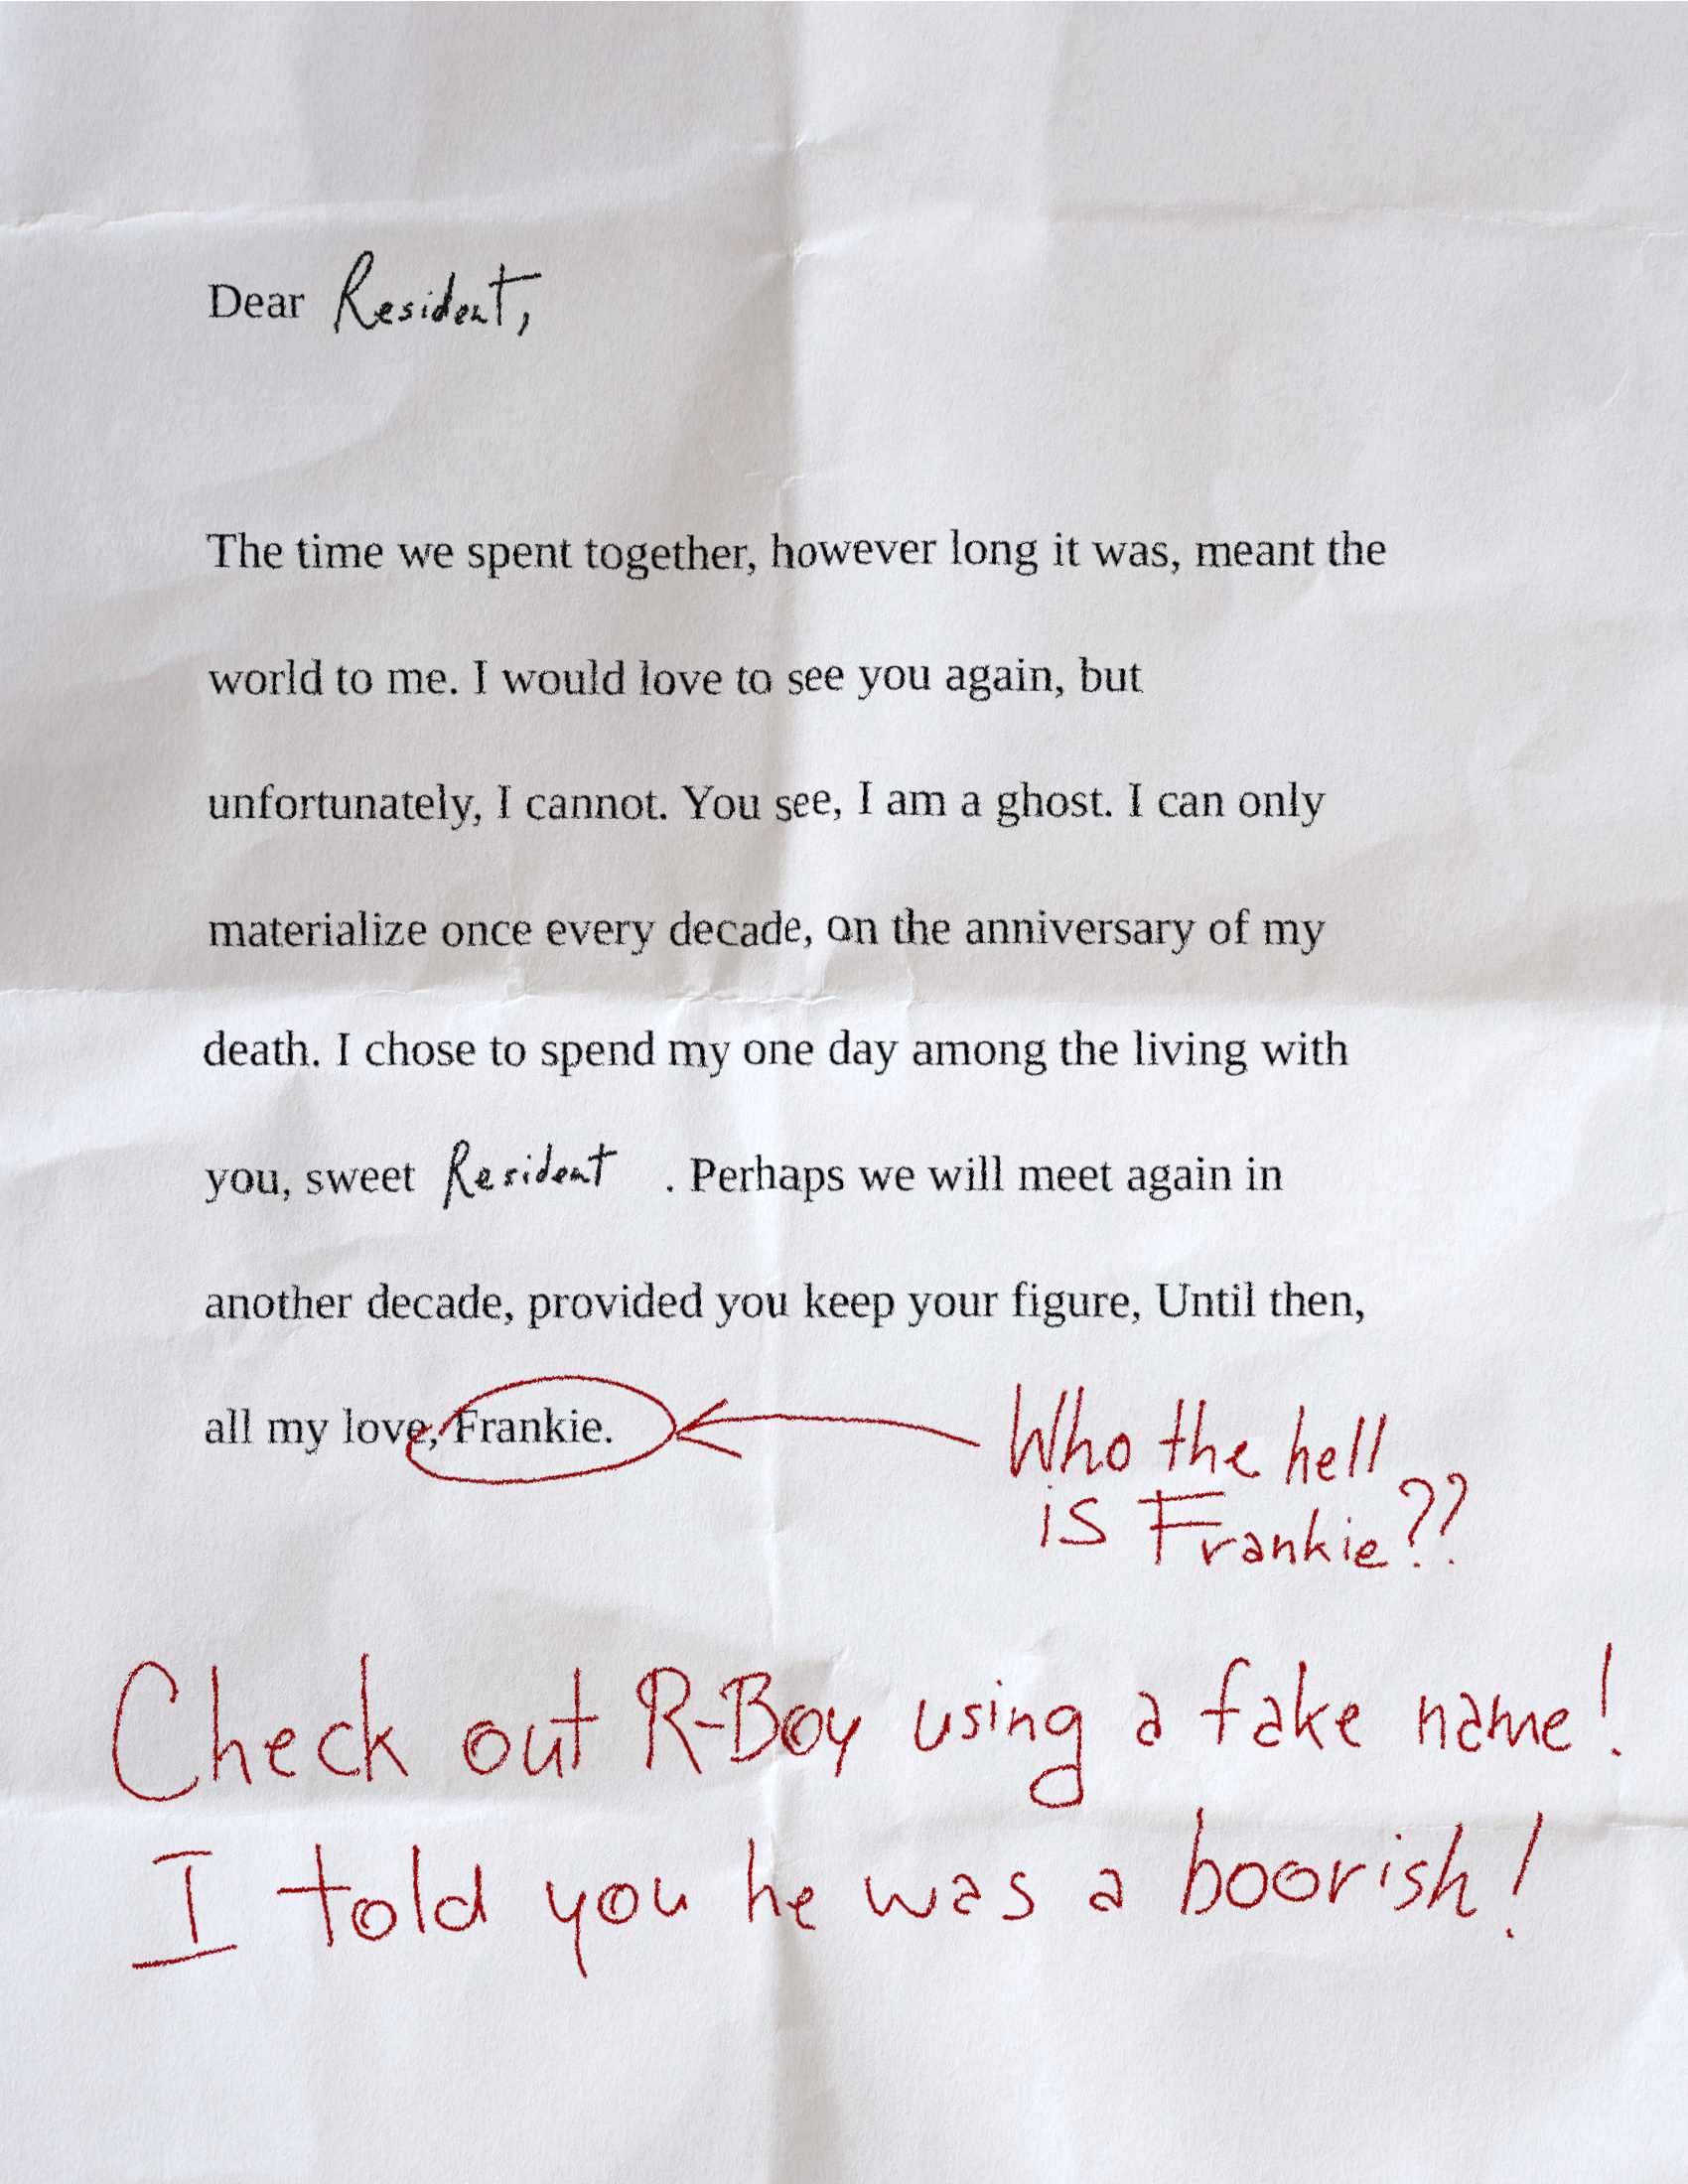 Dear Resident,
The time we spent together, however long it was, meant the
world to me. I would love to see you again, but
unfortunately, I cannot. You see, I am a ghost. I can only
materialize once every decade, on the anniversary of my
death. I chose to spend my one day among the living with
you, sweet Resident . Perhaps we will meet again in
another decade, provided you keep your figure, Until then,
all my love, Frankie.
Who the hell
is Frankie??
Check out R-Boy using a fake name!
I told you he was a boorish!